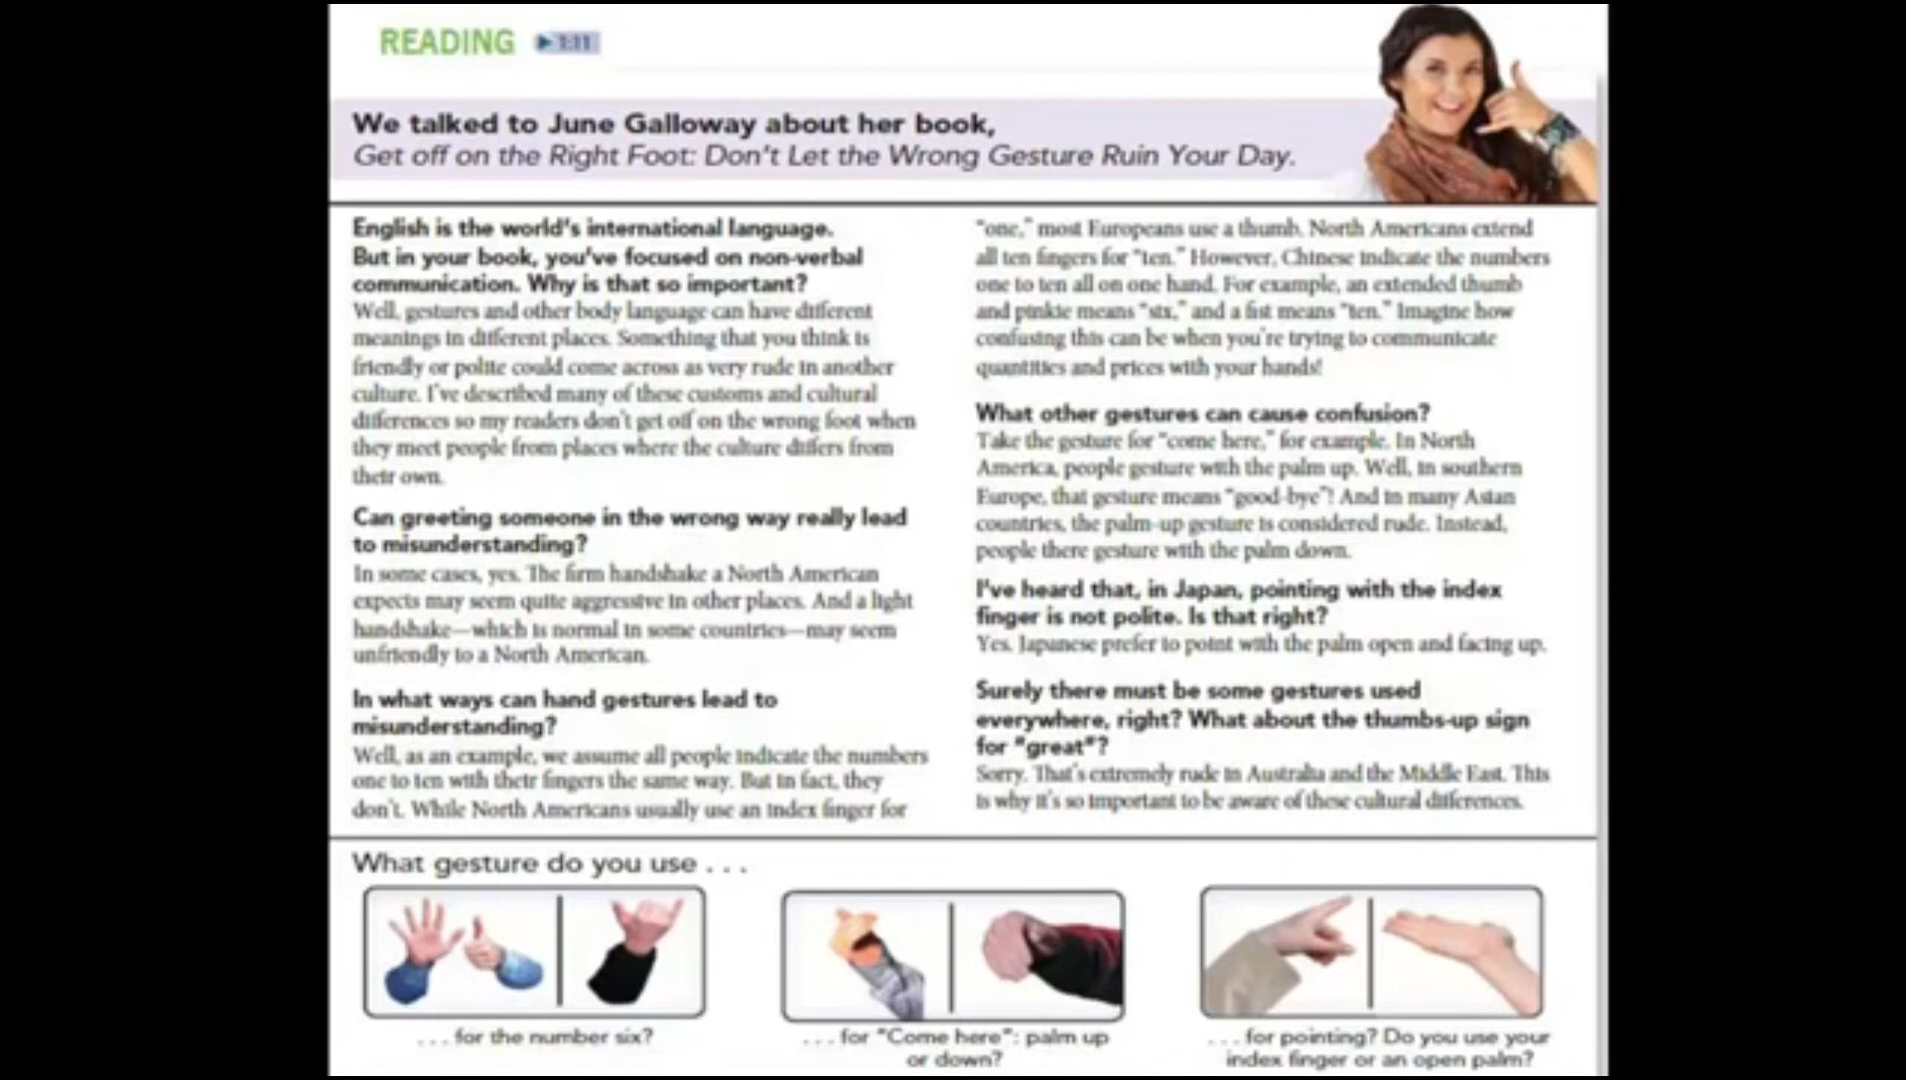 READING 1:11
We talked to June Galloway about her book,
Get off on the Right Foot: Don't Let the Wrong Gesture Ruin Your Day.
English is the world's international language.
But in your book, you've focused on non-verbal
communication. Why is that so important?
Well, gestures and other body language can have different
meanings in different places. Something that you think is
friendly or polite could come across as very rude in another
culture. I've described many of these customs and cultural
differences so my readers don't get off on the wrong foot when
they meet people from places where the culture differs from
their own.
Can greeting someone in the wrong way really lead
to misunderstanding?
In some cases, yes. The firm handshake a North American
expects may seem quite aggressive in other places. And a light
handshake—which is normal in some countries—may seem
unfriendly to a North American.
In what ways can hand gestures lead to
misunderstanding?
Well, as an example, we assume all people indicate the numbers
one to ten with their fingers the same way. But in fact, they
don't. While North Americans usually use an index finger for
"one," most Europeans use a thumb. North Americans extend
all ten fingers for "ten." However, Chinese indicate the numbers
one to ten all on one hand. For example, an extended thumb
and pinkie means "six," and a fist means "ten." Imagine how
confusing this can be when you're trying to communicate
quantities and prices with your hands!
What other gestures can cause confusion?
Take the gesture for "come here," for example. In North
America, people gesture with the palm up. Well, in southern
Europe, that gesture means "good-bye"! And in many Asian
countries, the palm-up gesture is considered rude. Instead,
people there gesture with the palm down.
I've heard that, in Japan, pointing with the index
finger is not polite. Is that right?
Yes. Japanese prefer to point with the palm open and facing up.
Surely there must be some gestures used
everywhere, right? What about the thumbs-up sign
for "great"?
Sorry. That's extremely rude in Australia and the Middle East. This
is why it's so important to be aware of these cultural differences.
What gesture do you use . . .
. . . for the number six?
. . . for "Come here": palm up
or down?
. . . for pointing? Do you use your
index finger or an open palm?